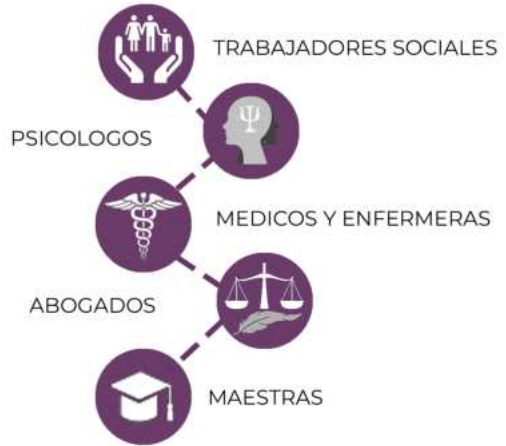 TRABAJADORES SOCIALES
Ψ
PSICOLOGOS
MEDICOS Y ENFERMERAS
ABOGADOS
MAESTRAS